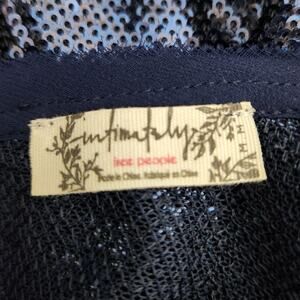 intimately
free people
Made in China. Fabriqué en Chine.